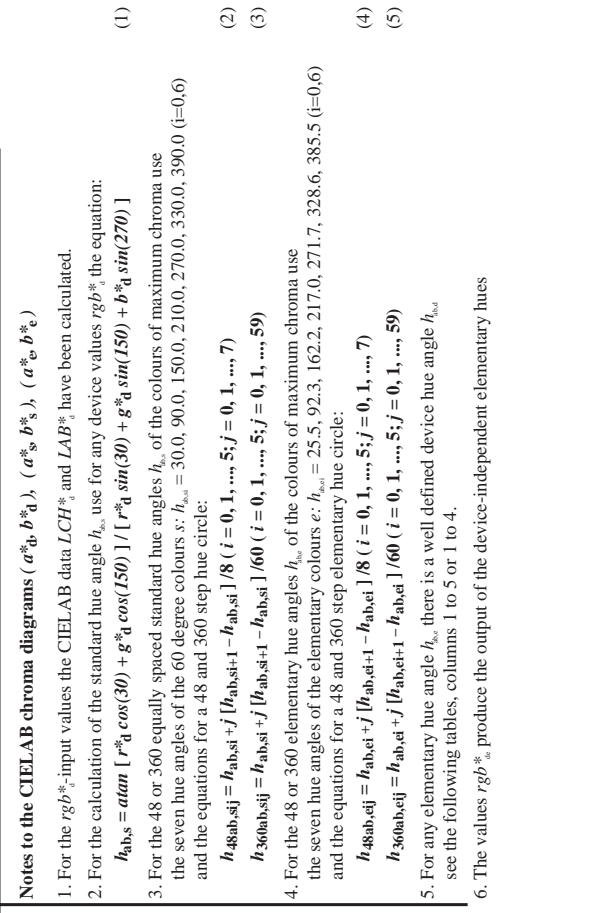 Notes to the CIELAB chroma diagrams ( a*d, b*d ), ( a*s, b*s ), ( a*e, b*e )
1. For the rgb*d-input values the CIELAB data LCH*d and LAB*d have been calculated.
2. For the calculation of the standard hue angle hab,s use for any device values rgb*d the equation:
hab,s = atan [ r*d cos(30) + g*d cos(150) ] / [ r*d sin(30) + g*d sin(150) + b*d sin(270) ] (1)
3. For the 48 or 360 equally spaced standard hue angles hab,s of the colours of maximum chroma use
the seven hue angles of the 60 degree colours s: hab,si = 30.0, 90.0, 150.0, 210.0, 270.0, 330.0, 390.0 (i=0,6)
and the equations for a 48 and 360 step hue circle:
h48ab,sij = hab,si +j [hab,si+1 − hab,si ] /8 ( i = 0, 1, ..., 5; j = 0, 1, ..., 7) (2)
h360ab,sij = hab,si +j [hab,si+1 − hab,si ] /60 ( i = 0, 1, ..., 5; j = 0, 1, ..., 59) (3)
4. For the 48 or 360 elementary hue angles hab,e of the colours of maximum chroma use
the seven hue angles of the elementary colours e: hab,ei = 25.5, 92.3, 162.2, 217.0, 271.7, 328.6, 385.5 (i=0,6)
and the equations for a 48 and 360 step elementary hue circle:
h48ab,eij = hab,ei +j [hab,ei+1 − hab,ei ] /8 ( i = 0, 1, ..., 5; j = 0, 1, ..., 7) (4)
h360ab,eij = hab,ei +j [hab,ei+1 − hab,ei ] /60 ( i = 0, 1, ..., 5; j = 0, 1, ..., 59) (5)
5. For any elementary hue angle hab,e there is a well defined device hue angle hab,d
see the following tables, columns 1 to 5 or 1 to 4.
6. The values rgb*de produce the output of the device-independent elementary hues